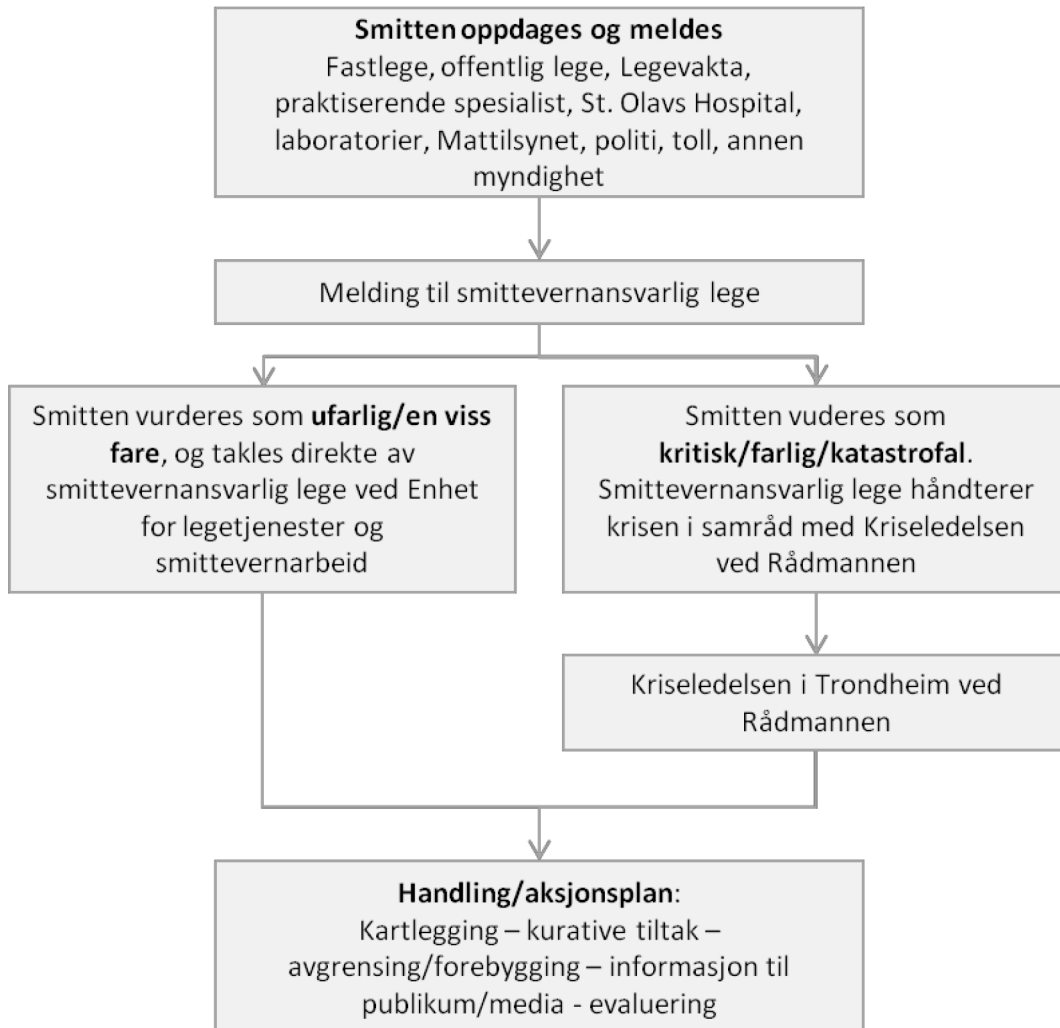 Smitten oppdages og meldes
Fastlege, offentlig lege, Legevakta,
praktiserende spesialist, St. Olavs Hospital,
laboratorier, Mattilsynet, politi, toll, annen
myndighet
Melding til smittevernansvarlig lege
Smitten vurderes som ufarlig/en viss
fare, og takles direkte av
smittevernansvarlig lege ved Enhet
for legetjenester og
smittevernarbeid
Smitten vuderes som
kritisk/farlig/katastrofal.
Smittevernansvarlig lege håndterer
krisen i samråd med Kriseledelsen
ved Rådmannen
Kriseledelsen i Trondheim ved
Rådmannen
Handling/aksjonsplan:
Kartlegging – kurative tiltak –
avgrensing/forebygging – informasjon til
publikum/media - evaluering